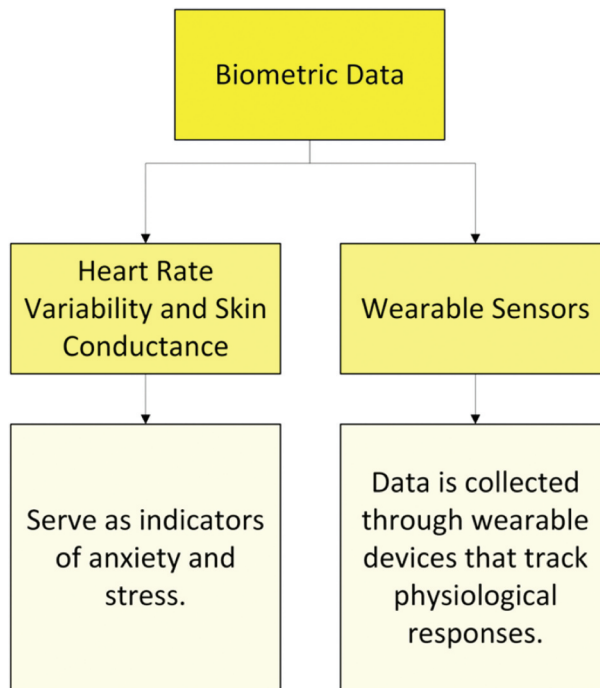 Biometric Data
Heart Rate
Variability and Skin
Conductance
Serve as indicators
of anxiety and
stress.
Wearable Sensors
Data is collected
through wearable
devices that track
physiological
responses.